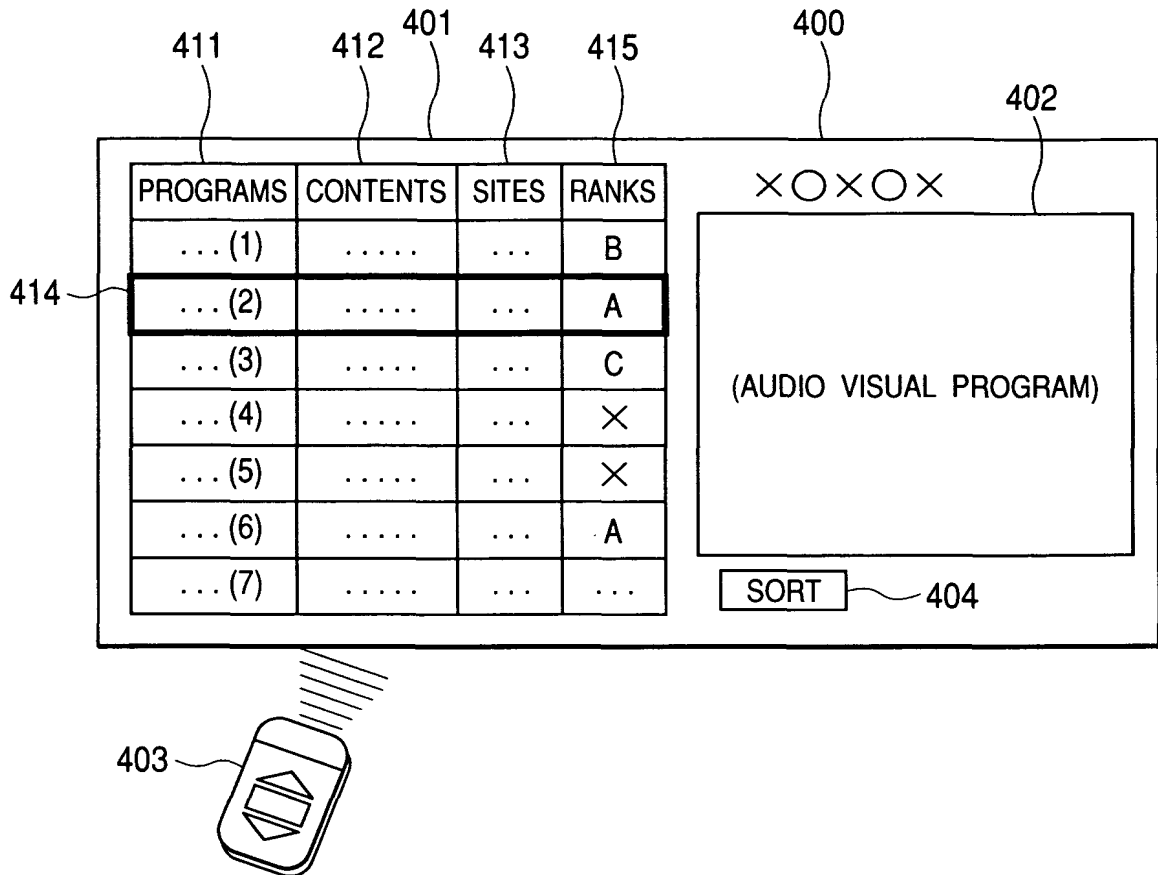 401 400
411 412 413 415 402
PROGRAMS CONTENTS SITES RANKS ×○×○×
... (1) ..... ... B
414 ... (2) ..... ... A
... (3) ..... ... C
(AUDIO VISUAL PROGRAM)
... (4) ..... ... ×
... (5) ..... ... ×
... (6) ..... ... A
... (7) ..... ... ...
SORT 404
403